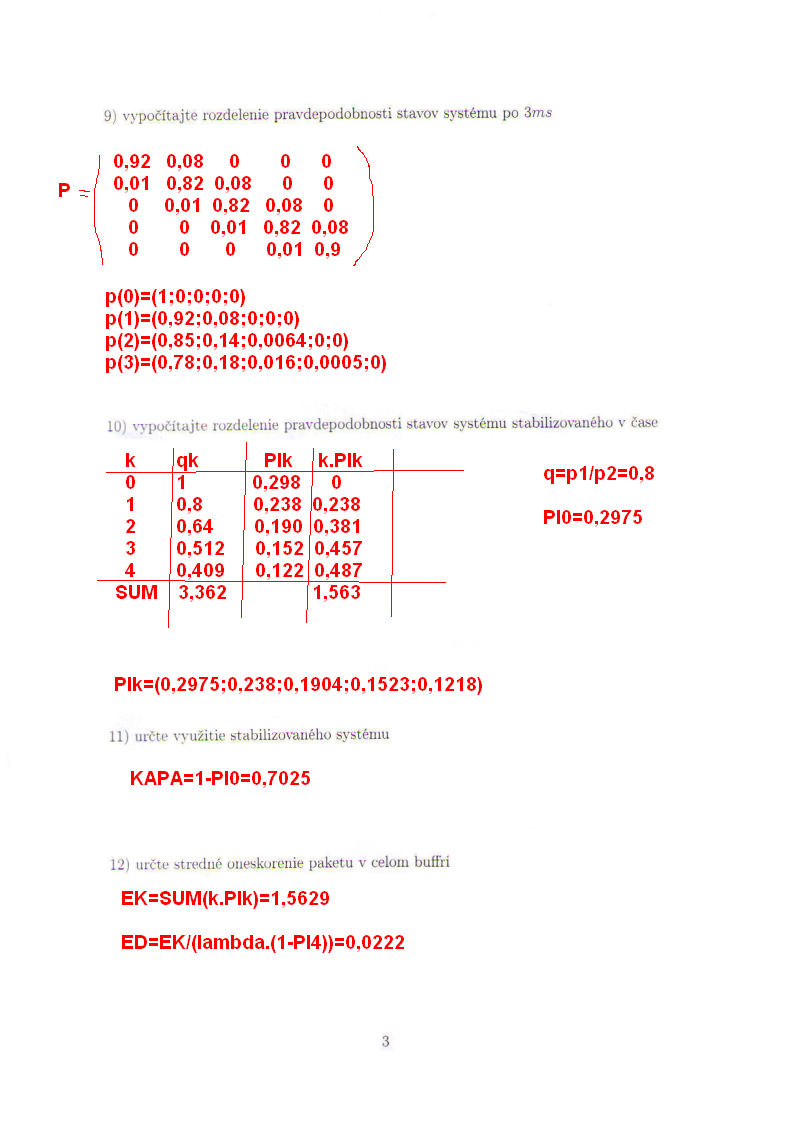 9) vypočítajte rozdelenie pravdepodobnosti stavov systému po 3ms
P =
0,92 0,08 0 0 0
0,01 0,82 0,08 0 0
0 0,01 0,82 0,08 0
0 0 0,01 0,82 0,08
0 0 0 0,01 0,9
p(0)=(1;0;0;0;0)
p(1)=(0,92;0,08;0;0;0)
p(2)=(0,85;0,14;0,0064;0;0)
p(3)=(0,78;0,18;0,016;0,0005;0)
10) vypočítajte rozdelenie pravdepodobnosti stavov systému stabilizovaného v čase
k qk PIk k.PIk
0 1 0,298 0
1 0,8 0,238 0,238
2 0,64 0,190 0,381
3 0,512 0,152 0,457
4 0,409 0,122 0,487
SUM 3,362 1,563
q=p1/p2=0,8
PI0=0,2975
PIk=(0,2975;0,238;0,1904;0,1523;0,1218)
11) určte využitie stabilizovaného systému
KAPA=1-PI0=0,7025
12) určte stredné oneskorenie paketu v celom buffri
EK=SUM(k.PIk)=1,5629
ED=EK/(lambda.(1-PI4))=0,0222
3